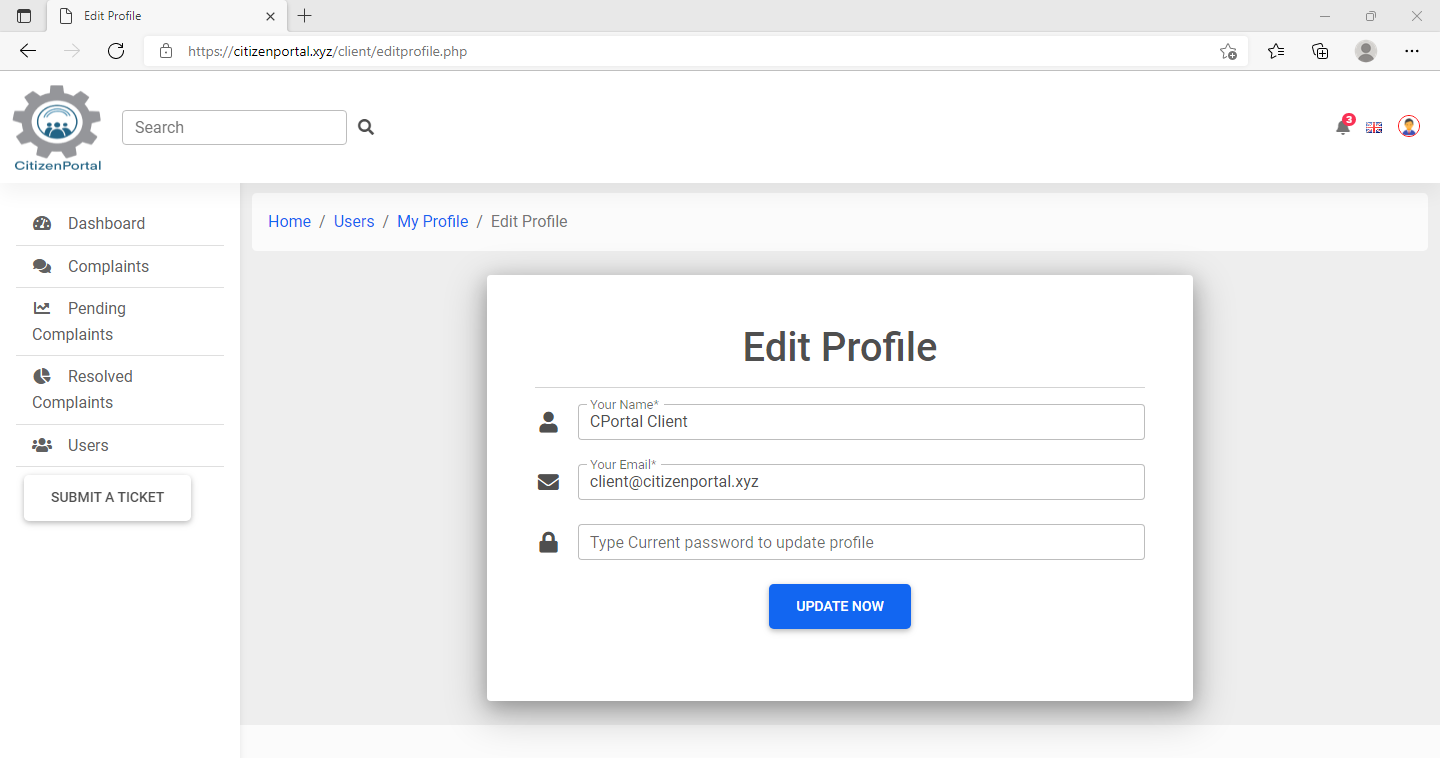 Edit Profile
https://citizenportal.xyz/client/editprofile.php
CitizenPortal
Search
3
Dashboard
Complaints
Pending
Complaints
Resolved
Complaints
Users
SUBMIT A TICKET
Home / Users / My Profile / Edit Profile
Edit Profile
Your Name*
CPortal Client
Your Email*
client@citizenportal.xyz
Type Current password to update profile
UPDATE NOW